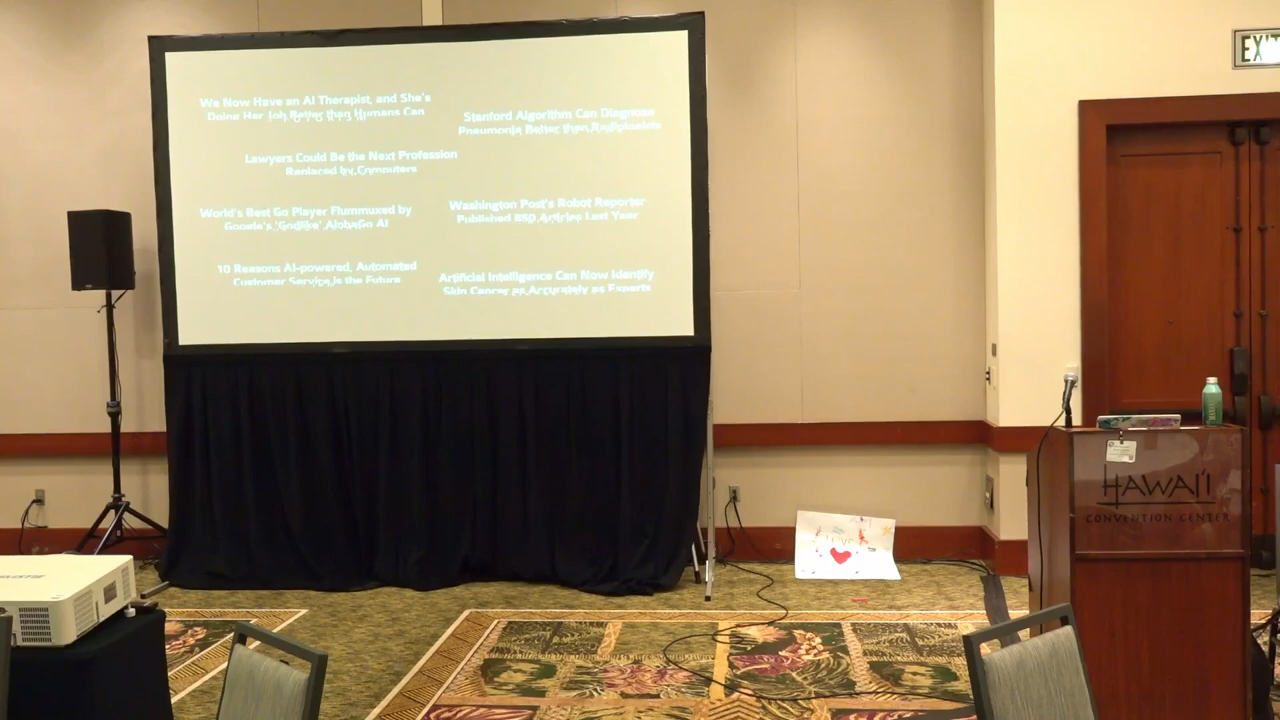 We Now Have an AI Therapist, and She's
Doing Her Job Better than Humans Can
Stanford Algorithm Can Diagnose
Pneumonia Better than Radiologists
Lawyers Could Be the Next Profession
Replaced by Computers
World's Best Go Player Flummoxed by
Google's 'Godlike' AlphaGo AI
Washington Post's Robot Reporter
Published 850 Articles Last Year
10 Reasons AI-powered, Automated
Customer Service Is the Future
Artificial Intelligence Can Now Identify
Skin Cancer as Accurately as Experts
EXIT
HAWAI'I
CONVENTION CENTER